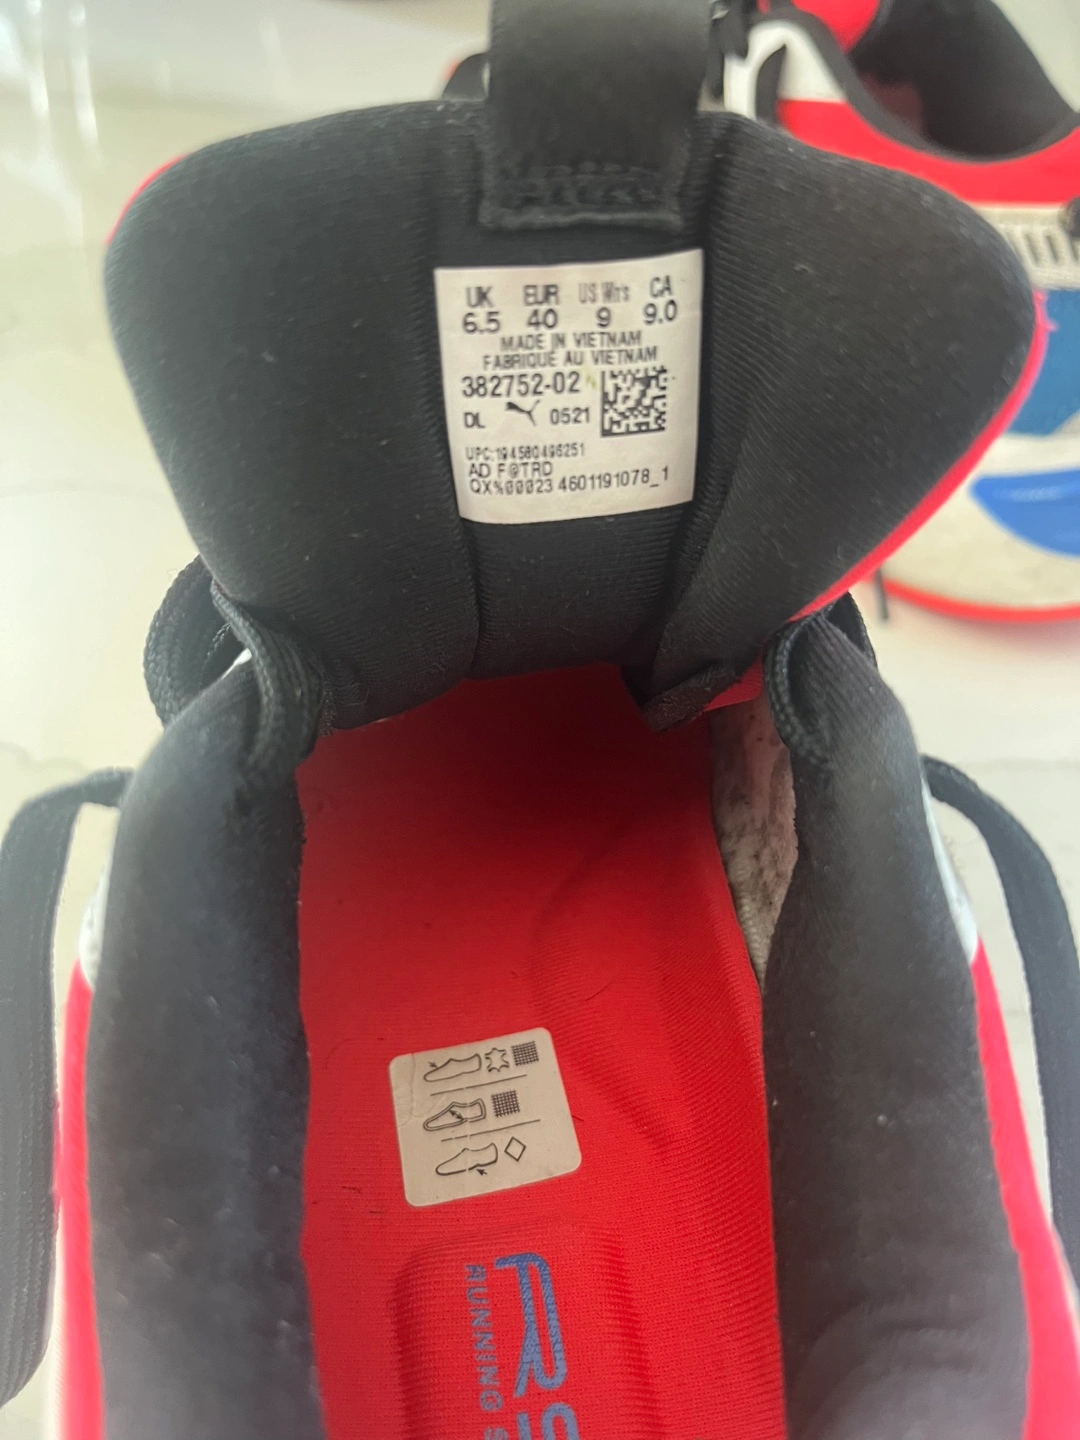 UK EUR US Wn's CA
6.5 40 9 9.0
MADE IN VIETNAM
FABRIQUÉ AU VIETNAM
382752-02
DL 0521
UPC:194580496251
AD F@TRD
QX%00023 4601191078_1
RS
RUNNING S